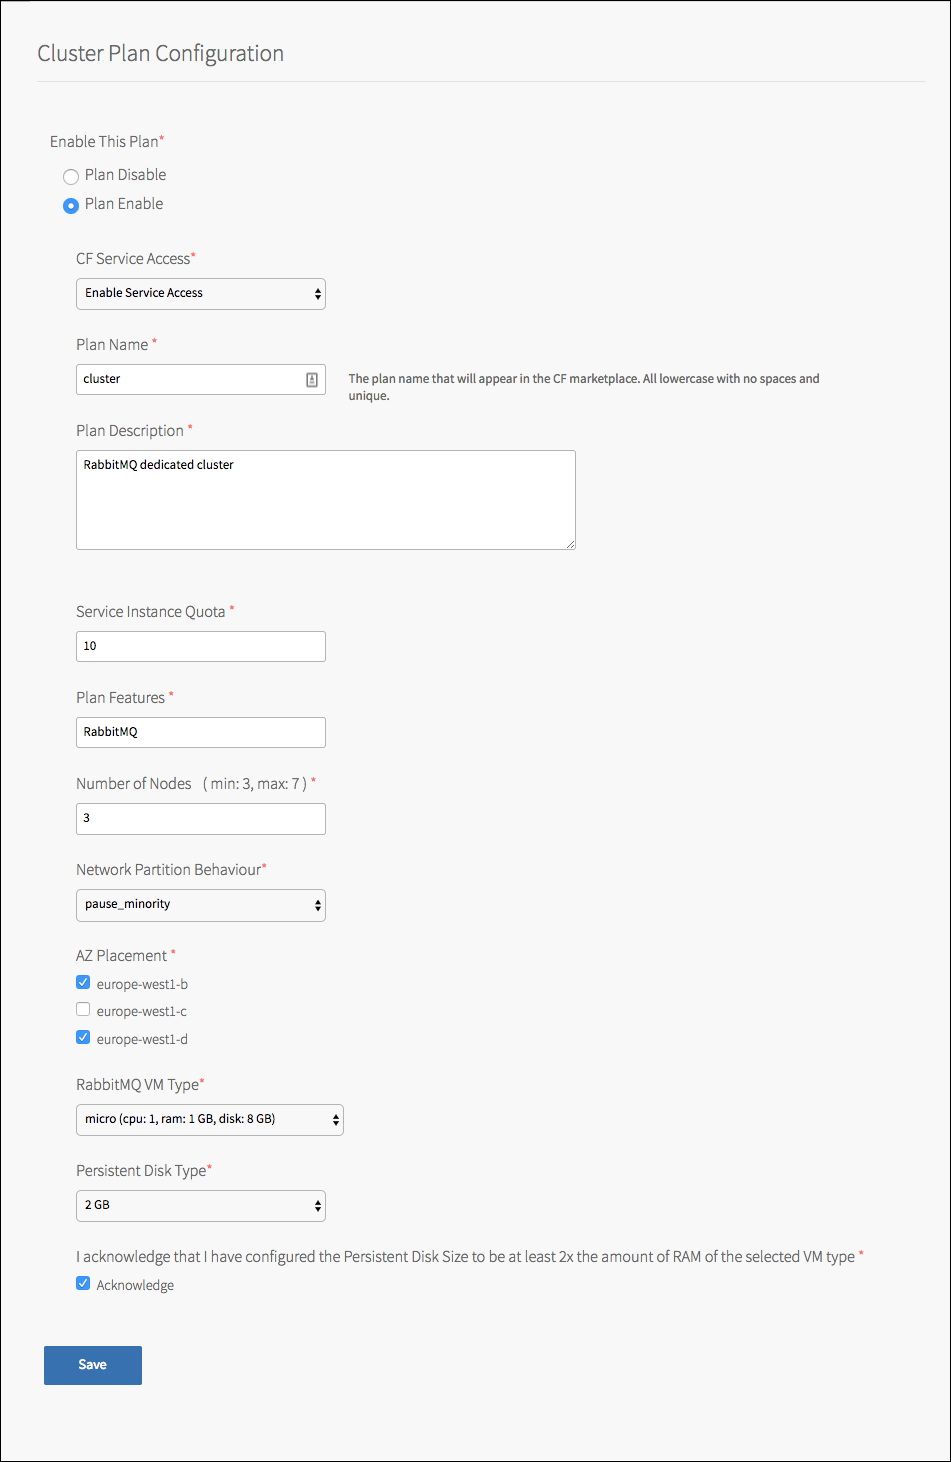 Cluster Plan Configuration
Enable This Plan*
Plan Disable
Plan Enable
CF Service Access*
Enable Service Access
Plan Name *
cluster
The plan name that will appear in the CF marketplace. All lowercase with no spaces and
unique.
Plan Description *
RabbitMQ dedicated cluster
Service Instance Quota *
10
Plan Features *
RabbitMQ
Number of Nodes ( min: 3, max: 7 ) *
3
Network Partition Behaviour*
pause_minority
AZ Placement *
europe-west1-b
europe-west1-c
europe-west1-d
RabbitMQ VM Type*
micro (cpu: 1, ram: 1 GB, disk: 8 GB)
Persistent Disk Type*
2 GB
I acknowledge that I have configured the Persistent Disk Size to be at least 2x the amount of RAM of the selected VM type *
Acknowledge
Save